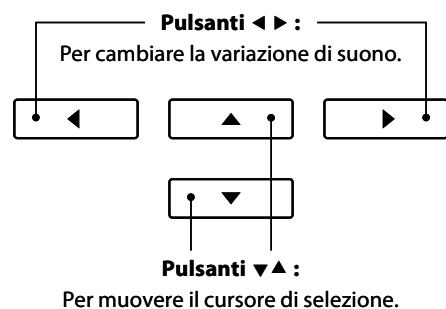 Pulsanti ◀ ▶ :
Per cambiare la variazione di suono.
Pulsanti ▼▲ :
Per muovere il cursore di selezione.